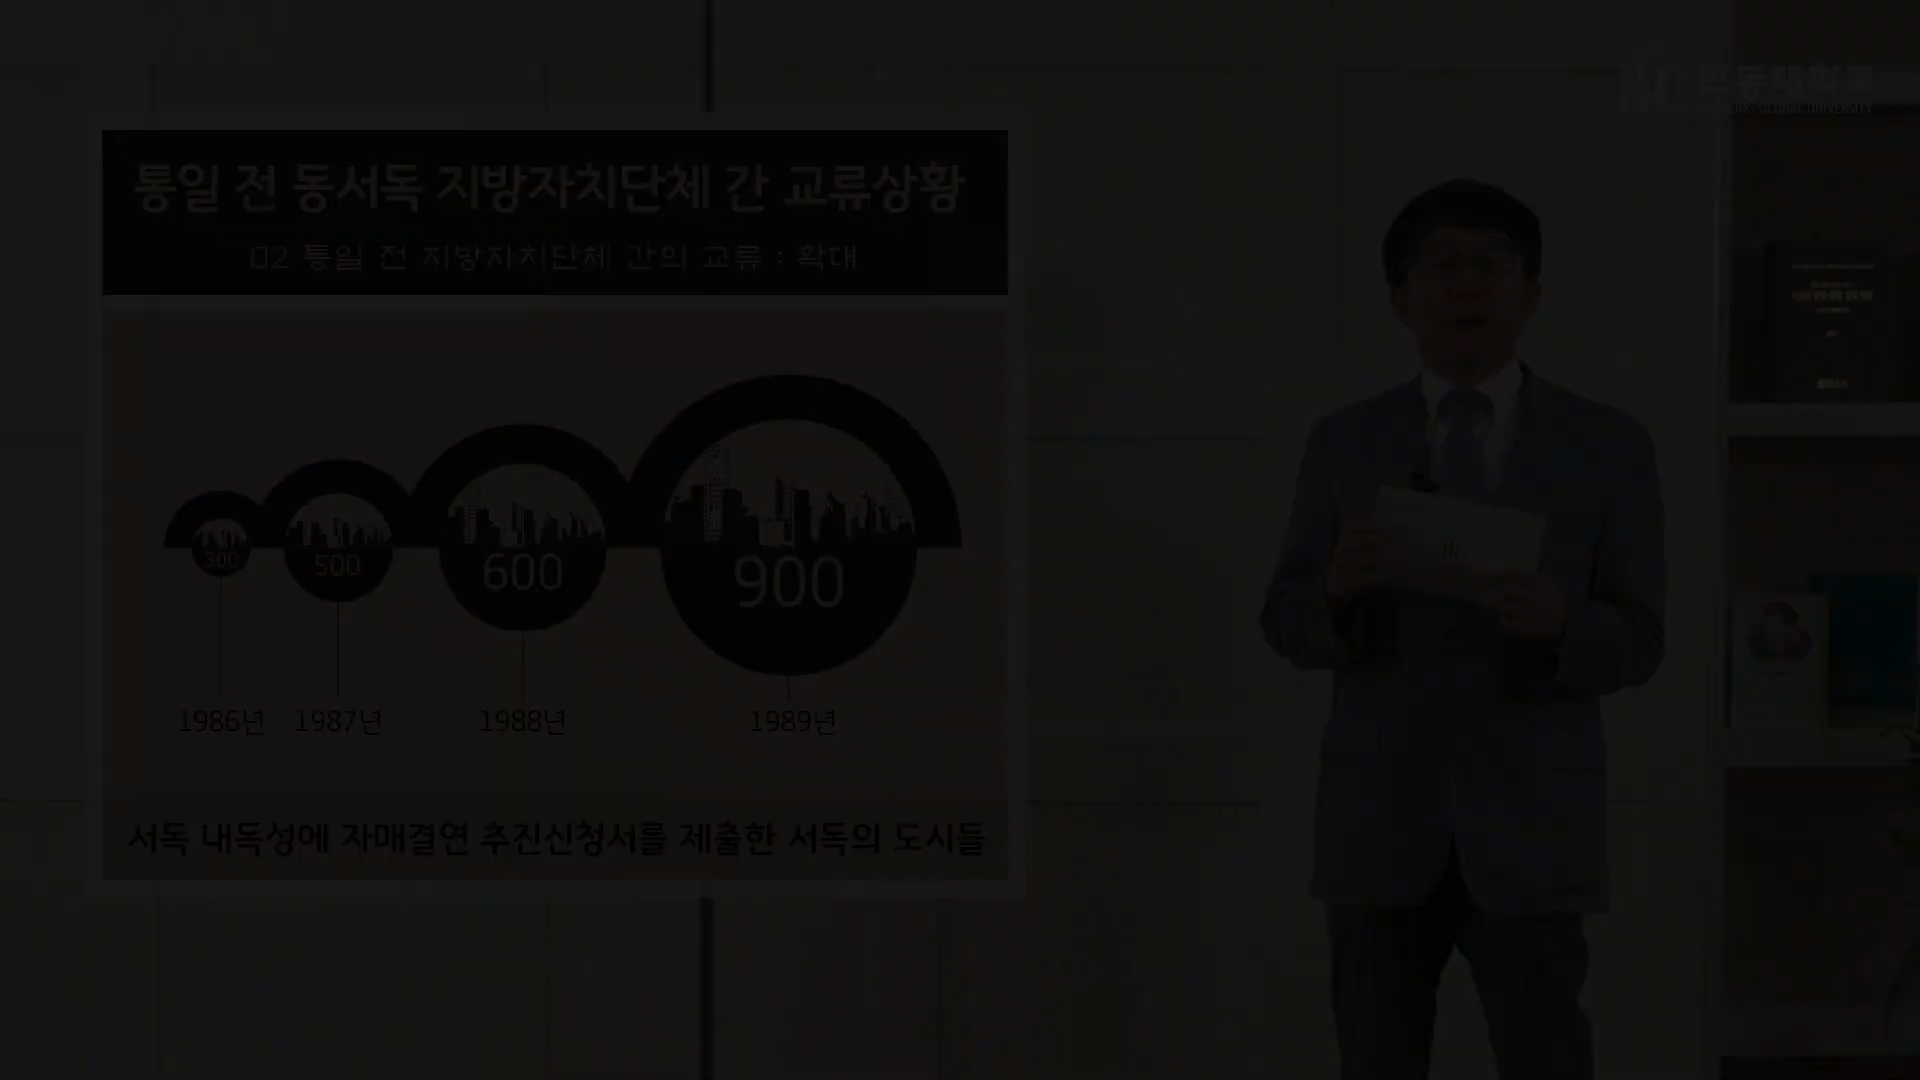 통일 전 동서독 지방자치단체 간 교류상황
02 통일 전 지방자치단체 간의 교류 : 확대
300
500
600
900
1986년
1987년
1988년
1989년
서독 내독성에 자매결연 추진신청서를 제출한 서독의 도시들